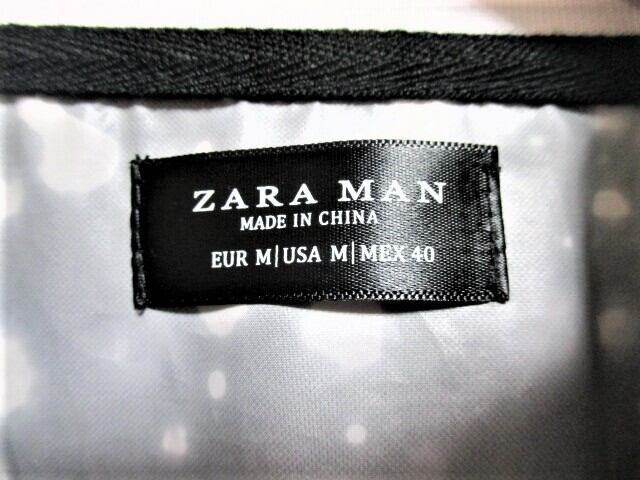 ZARA MAN
MADE IN CHINA
EUR M|USA M|MEX 40